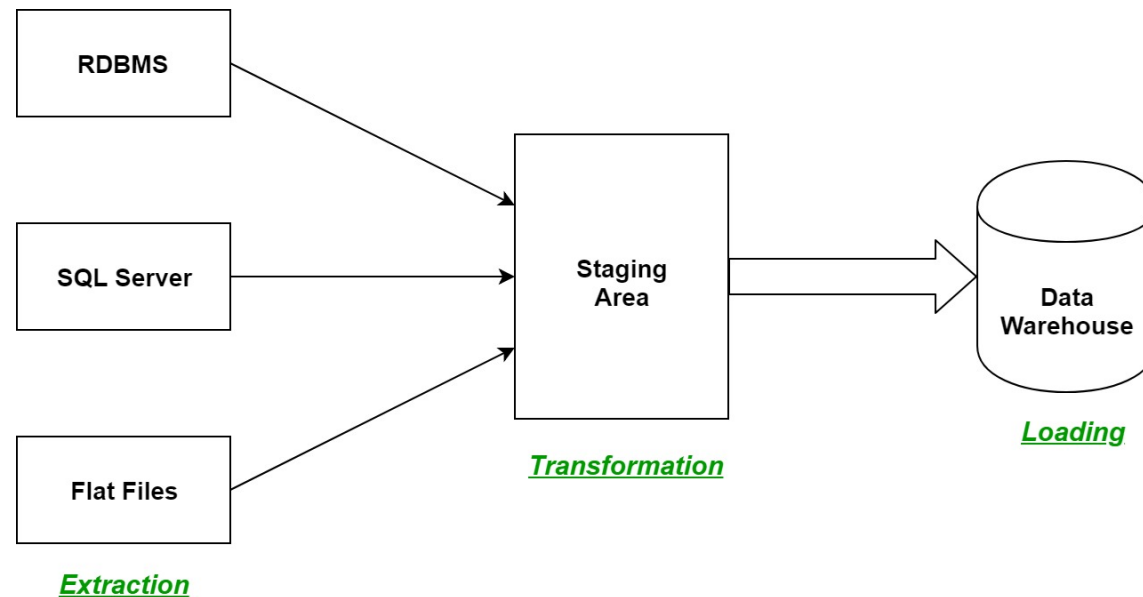 RDBMS
SQL Server
Flat Files
Extraction
Staging
Area
Transformation
Data
Warehouse
Loading